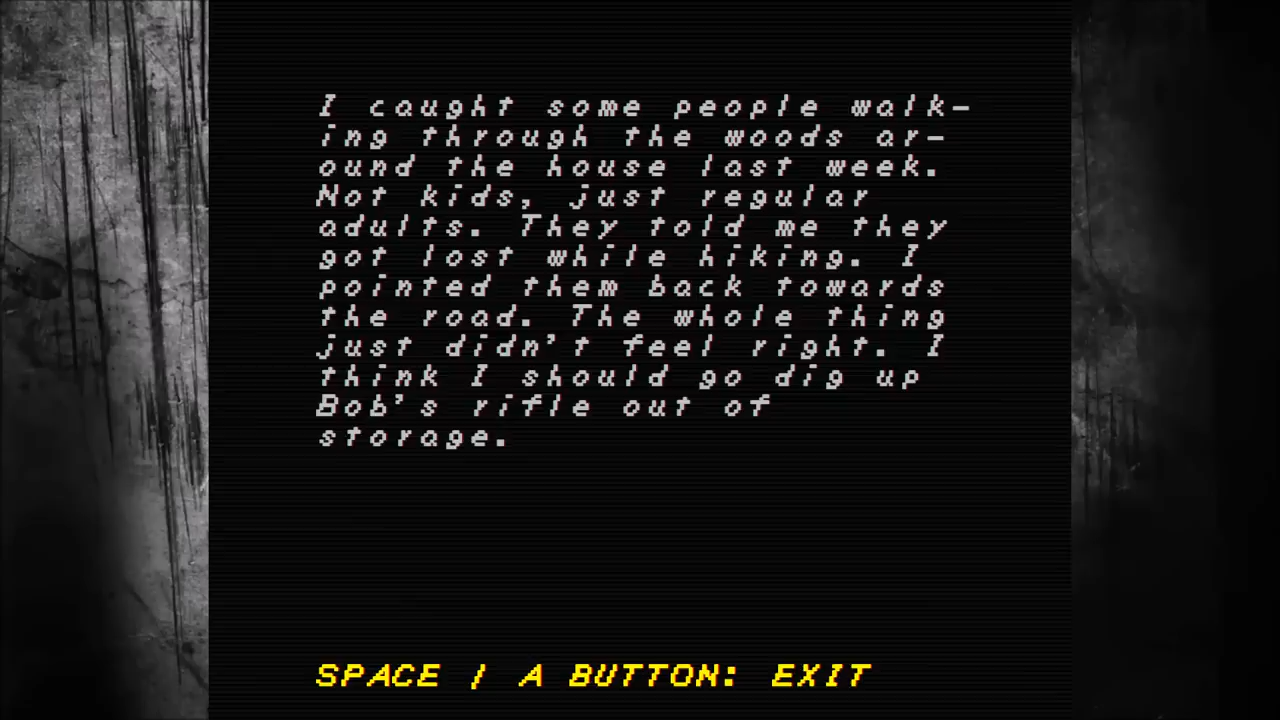 I caught some people walk-
ing through the woods ar-
ound the house last week.
Not kids, just regular
adults. They told me they
got lost while hiking. I
pointed them back towards
the road. The whole thing
just didn't feel right. I
think I should go dig up
Bob's rifle out of
storage.
SPACE / A BUTTON: EXIT